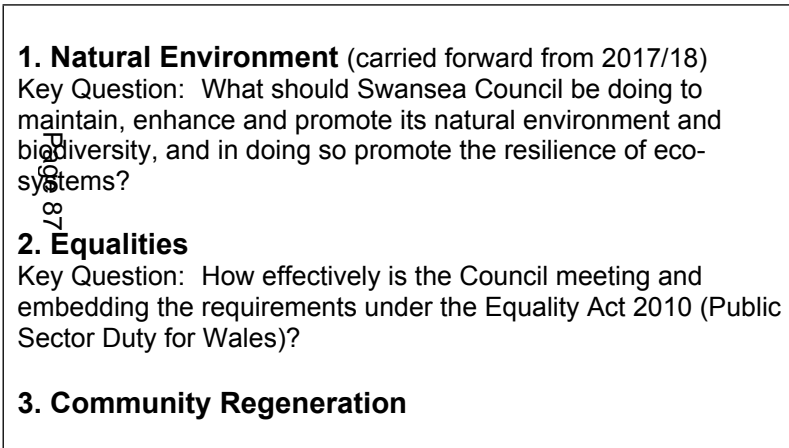 1. Natural Environment (carried forward from 2017/18)
Key Question: What should Swansea Council be doing to
maintain, enhance and promote its natural environment and
biodiversity, and in doing so promote the resilience of eco-
systems?
Page 87
2. Equalities
Key Question: How effectively is the Council meeting and
embedding the requirements under the Equality Act 2010 (Public
Sector Duty for Wales)?
3. Community Regeneration